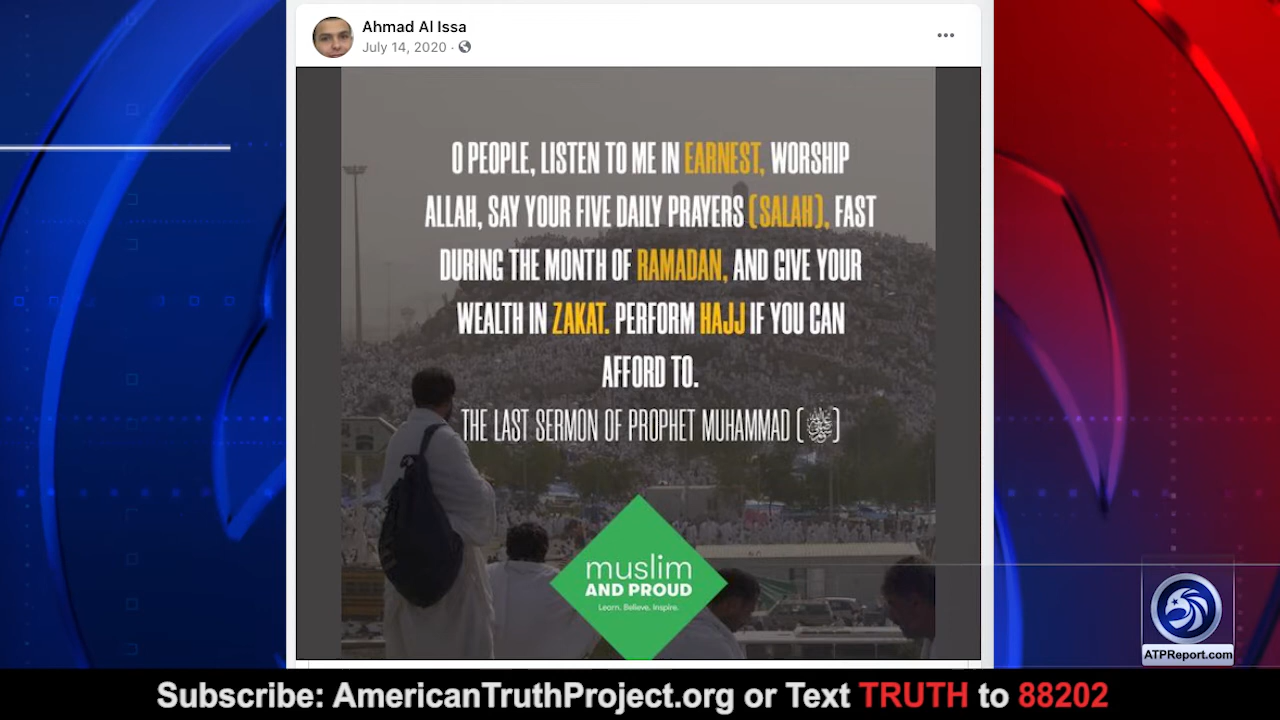 Ahmad Al Issa
July 14, 2020 ·
O PEOPLE, LISTEN TO ME IN EARNEST, WORSHIP
ALLAH, SAY YOUR FIVE DAILY PRAYERS (SALAH), FAST
DURING THE MONTH OF RAMADAN, AND GIVE YOUR
WEALTH IN ZAKAT. PERFORM HAJJ IF YOU CAN
AFFORD TO.
THE LAST SERMON OF PROPHET MUHAMMAD (ﷺ)
muslim
AND PROUD
Learn. Believe. Inspire.
ATPReport.com
Subscribe: AmericanTruthProject.org or Text TRUTH to 88202